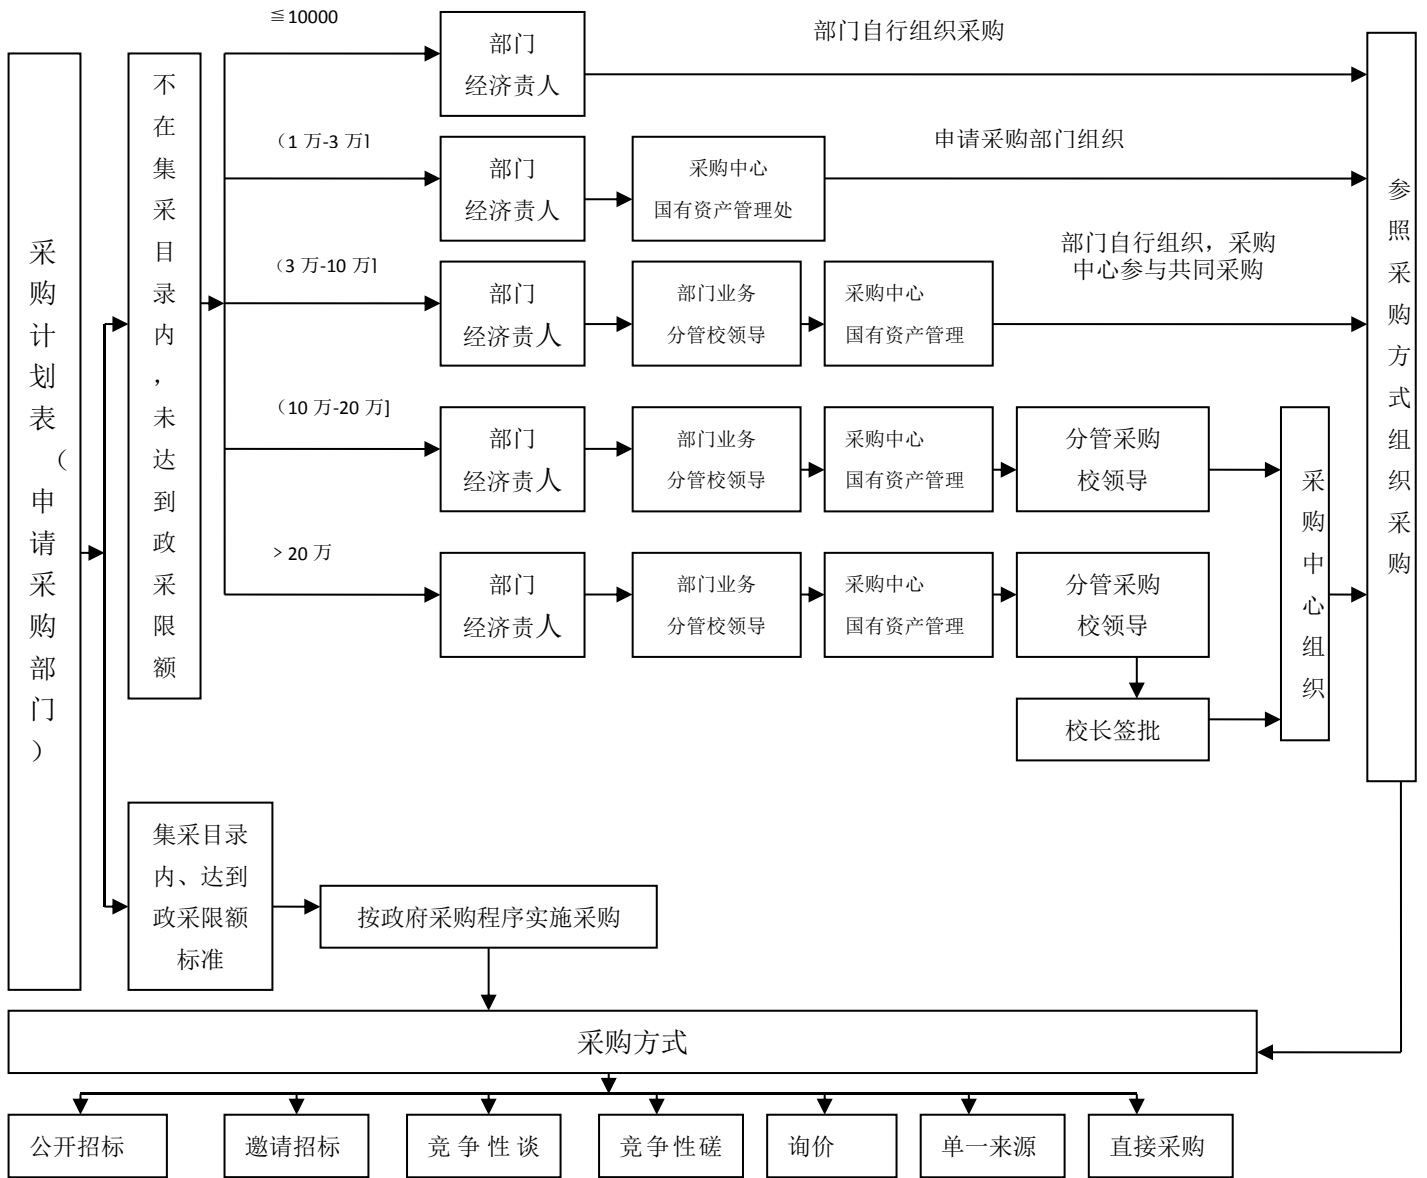 采购计划表（申请采购部门）
不在集采目录内，未达到政采限额
≦10000
部门
经济责人
部门自行组织采购
（1 万-3 万]
部门
经济责人
采购中心
国有资产管理处
申请采购部门组织
（3 万-10 万]
部门
经济责人
部门业务
分管校领导
采购中心
国有资产管理
部门自行组织，采购
中心参与共同采购
（10 万-20 万]
部门
经济责人
部门业务
分管校领导
采购中心
国有资产管理
分管采购
校领导
﹥20 万
部门
经济责人
部门业务
分管校领导
采购中心
国有资产管理
分管采购
校领导
校长签批
采购中心组织
参照采购方式组织采购
集采目录
内、达到
政采限额
标准
按政府采购程序实施采购
采购方式
公开招标
邀请招标
竞争性谈
竞争性磋
询价
单一来源
直接采购